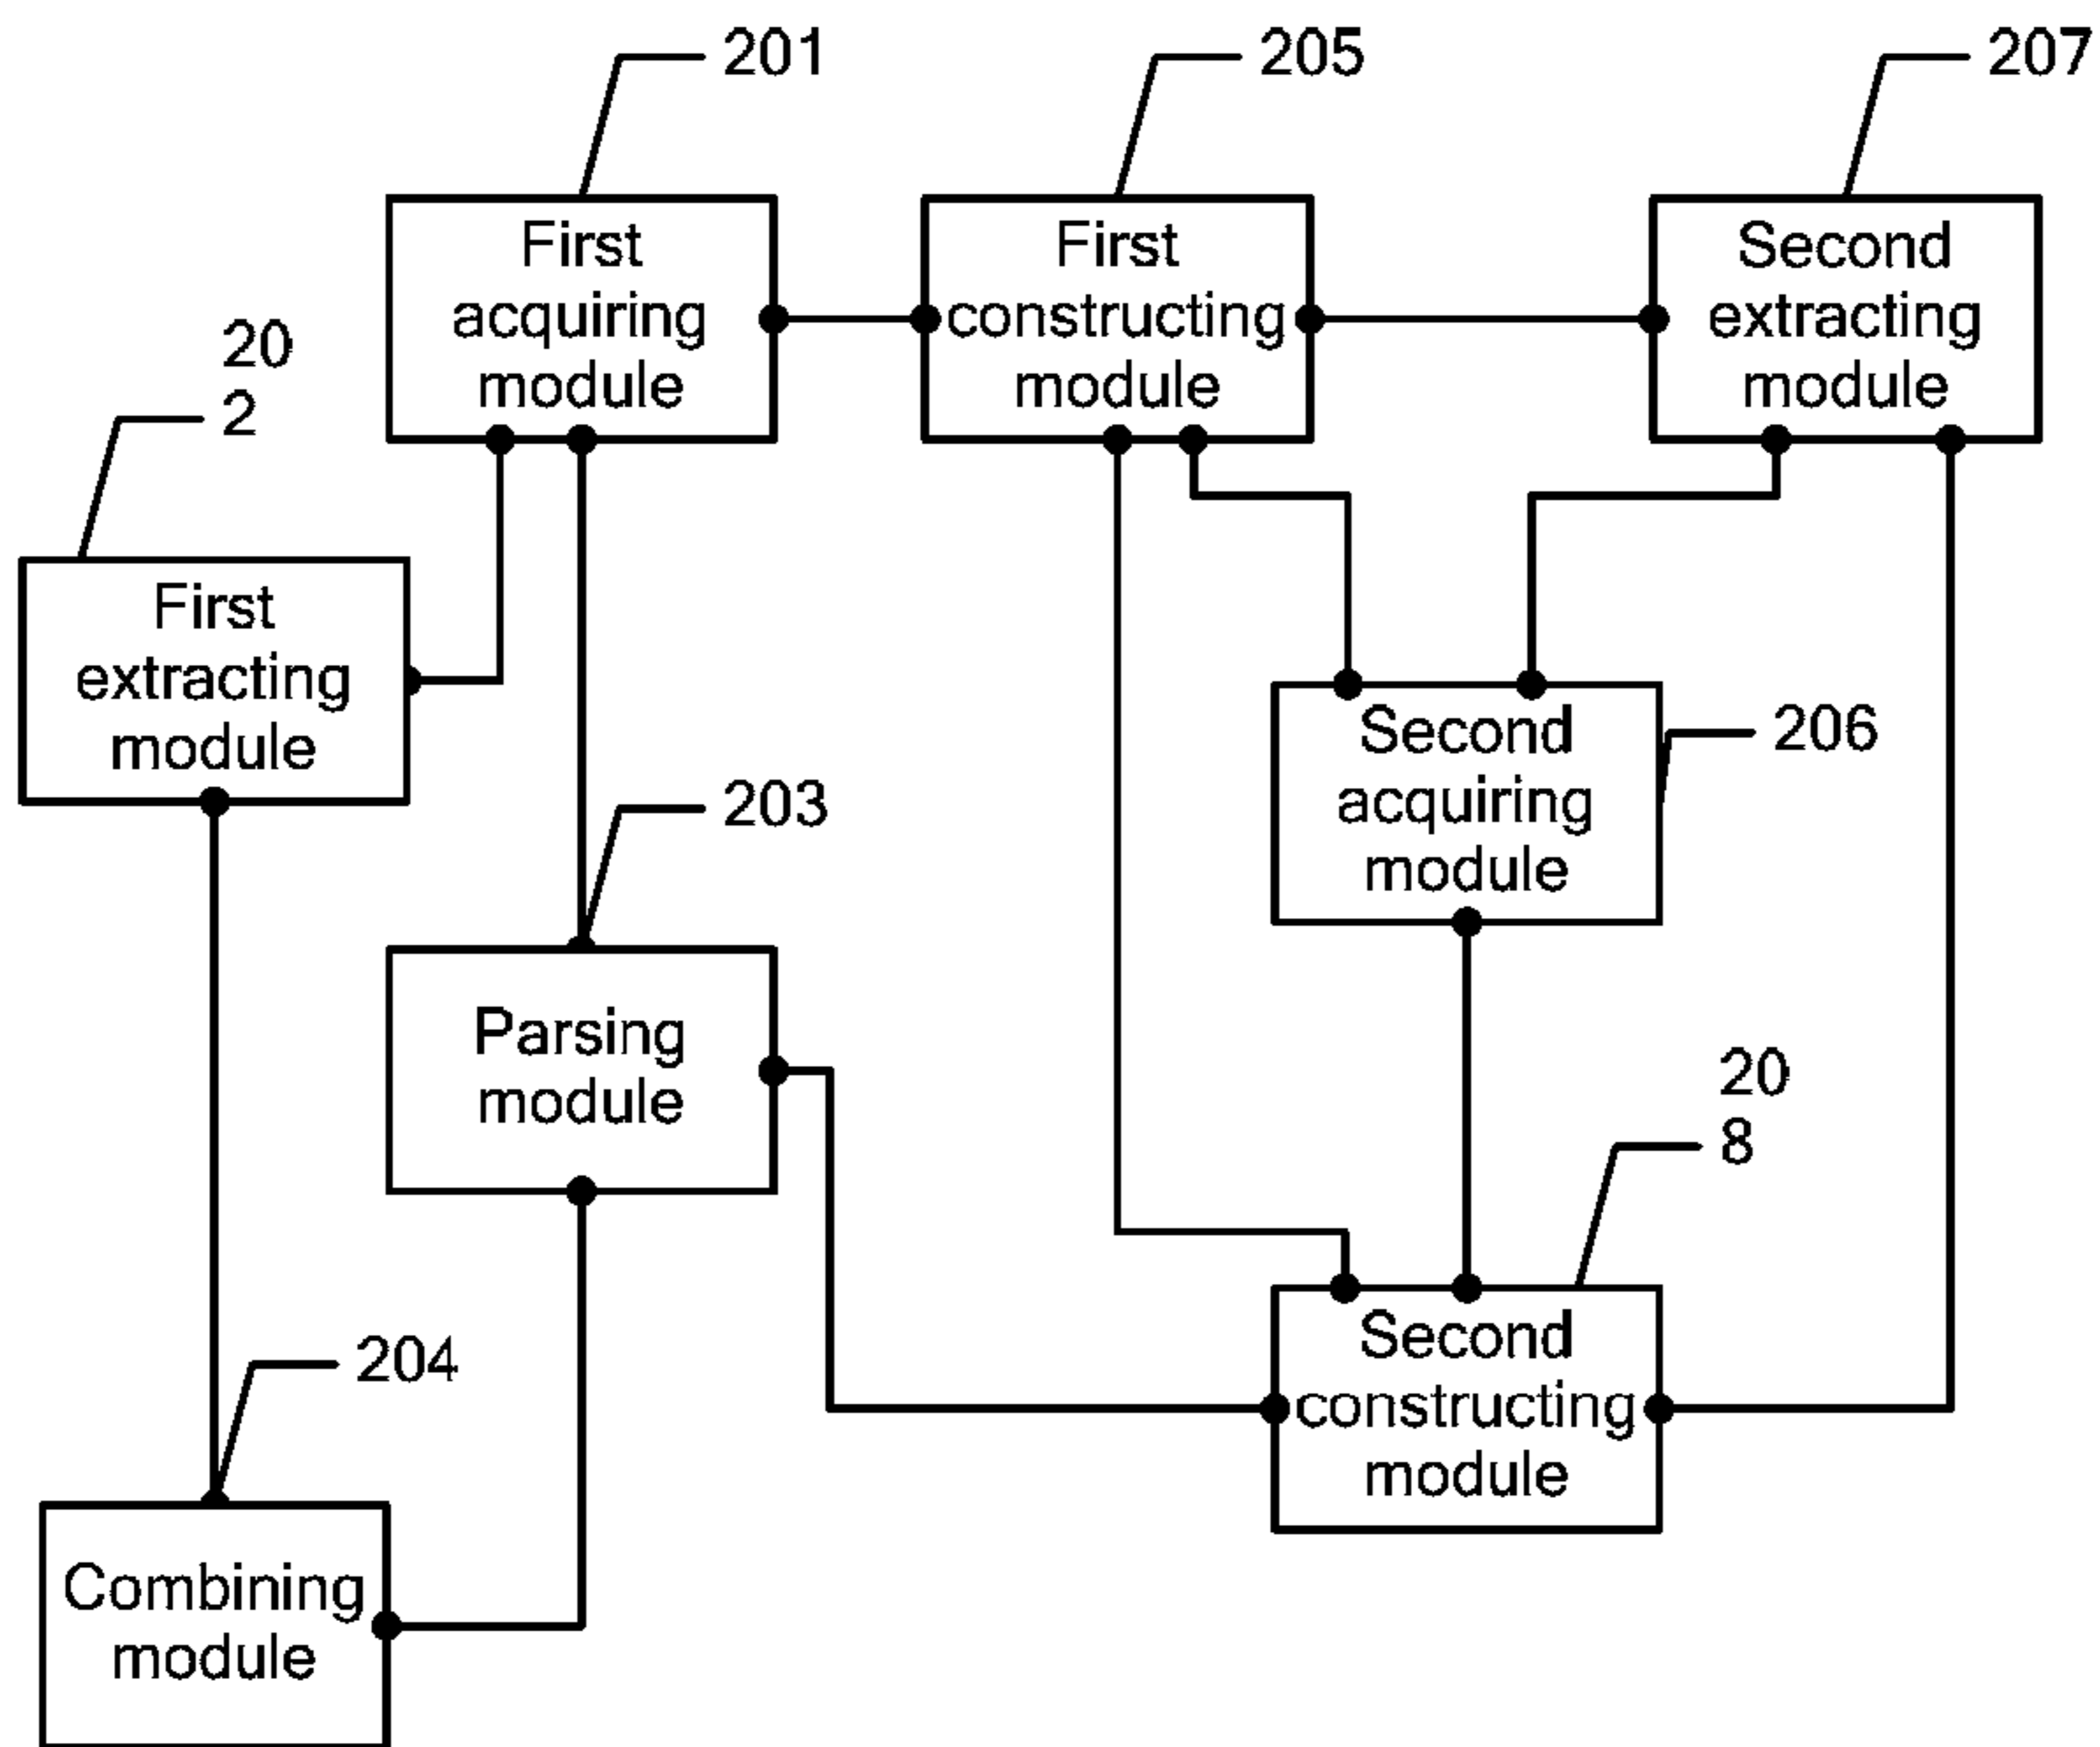 201
205
207
First
acquiring
module
First
constructing
module
Second
extracting
module
20
2
First
extracting
module
Second
acquiring
module
206
203
Parsing
module
20
8
Second
constructing
module
204
Combining
module